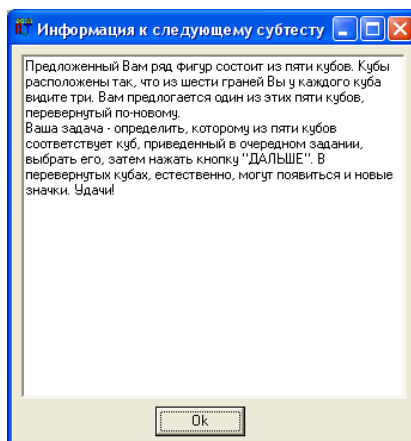 Информация к следующему субтесту
Предложенный Вам ряд фигур состоит из пяти кубов. Кубы
расположены так, что из шести граней Вы у каждого куба
видите три. Вам предлогается один из этих пяти кубов,
перевернутый по-новому.
Ваша задача - определить, которому из пяти кубов
соответствует куб, приведенный в очередном задании,
выбрать его, затем нажать кнопку "ДАЛЬШЕ". В
перевернутых кубах, естественно, могут появиться и новые
значки. Удачи!
Ok